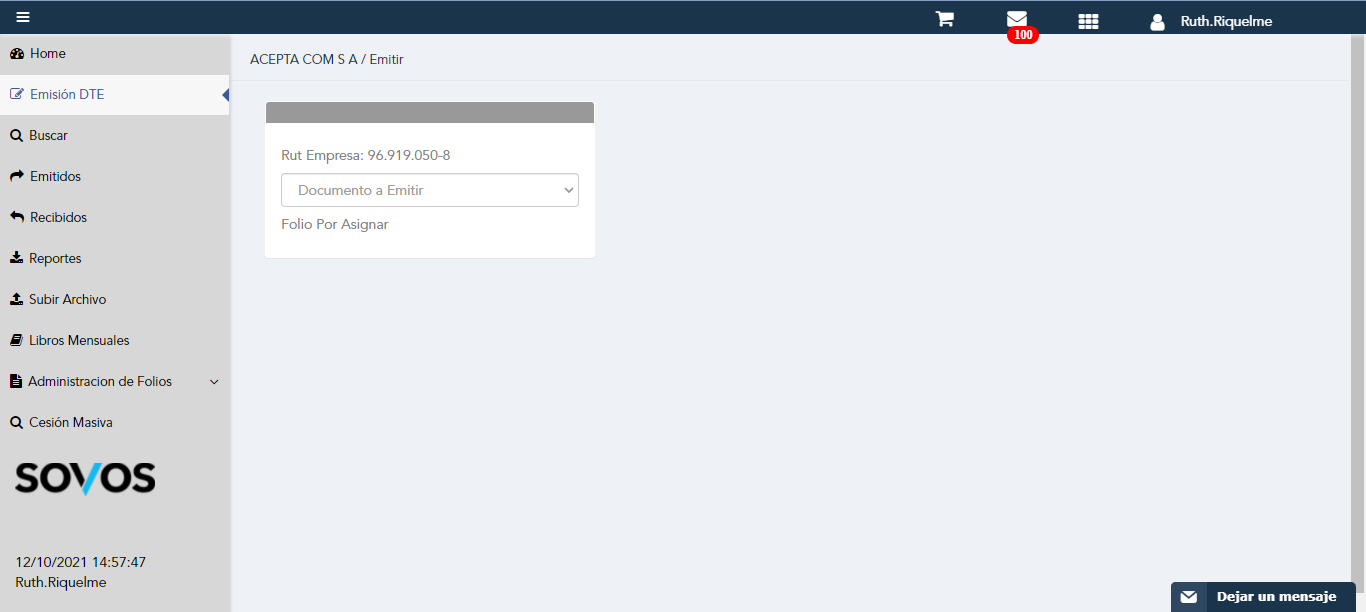 Ruth.Riquelme
100
Home
Emisión DTE
Buscar
Emitidos
Recibidos
Reportes
Subir Archivo
Libros Mensuales
Administracion de Folios
Cesión Masiva
SOVOS
12/10/2021 14:57:47
Ruth.Riquelme
ACEPTA COM S A / Emitir
Rut Empresa: 96.919.050-8
Documento a Emitir
Folio Por Asignar
Dejar un mensaje